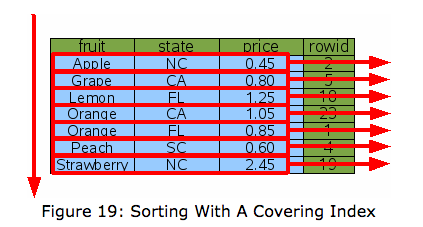 fruit state price rowid
Apple NC 0.45 2
Grape CA 0.80 5
Lemon FL 1.25 18
Orange CA 1.05 23
Orange FL 0.85 1
Peach SC 0.60 4
Strawberry NC 2.45 19
Figure 19: Sorting With A Covering Index